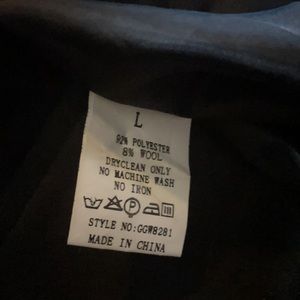 L
92% POLYESTER
8% WOOL
DRYCLEAN ONLY
NO MACHINE WASH
NO IRON
P
STYLE NO:GGW8281
MADE IN CHINA